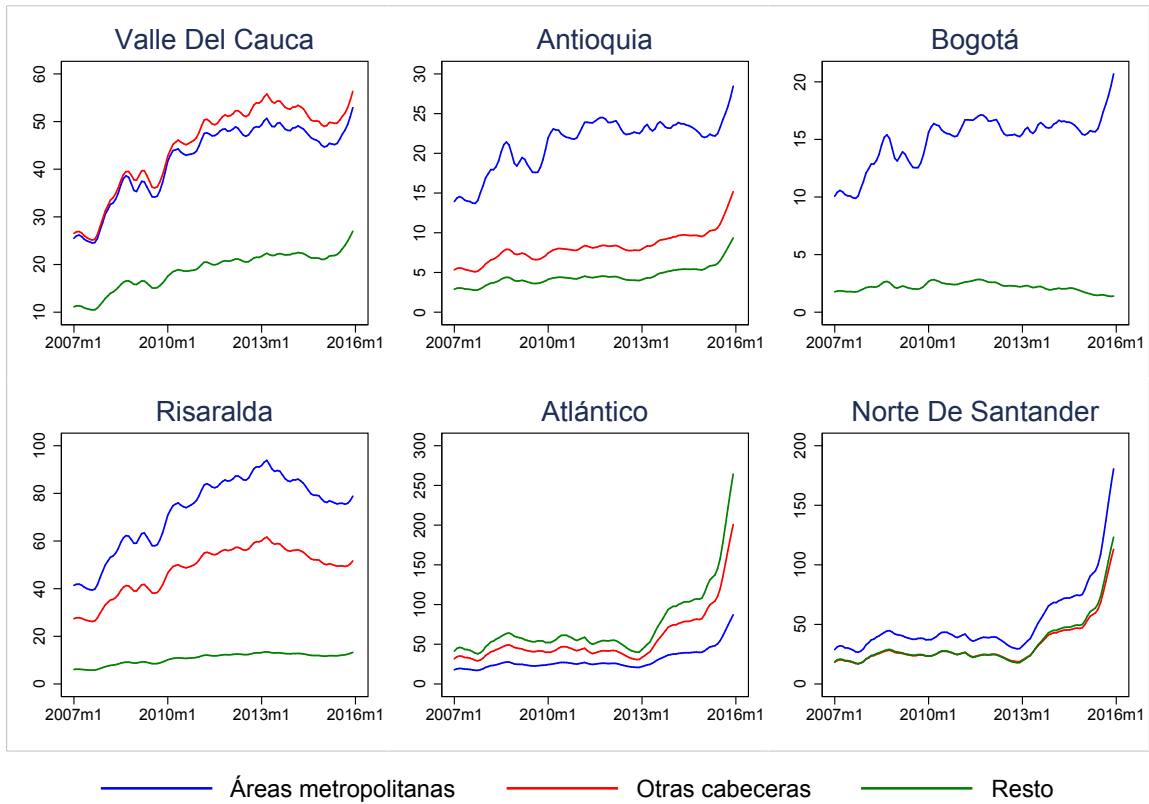 Valle Del Cauca
60
50
40
30
20
10
2007m1 2010m1 2013m1 2016m1
Antioquia
30
25
20
15
10
5
0
2007m1 2010m1 2013m1 2016m1
Bogotá
20
15
10
5
0
2007m1 2010m1 2013m1 2016m1
Risaralda
100
80
60
40
20
0
2007m1 2010m1 2013m1 2016m1
Atlántico
300
250
200
150
100
50
0
2007m1 2010m1 2013m1 2016m1
Norte De Santander
200
150
100
50
0
2007m1 2010m1 2013m1 2016m1
Áreas metropolitanas Otras cabeceras Resto